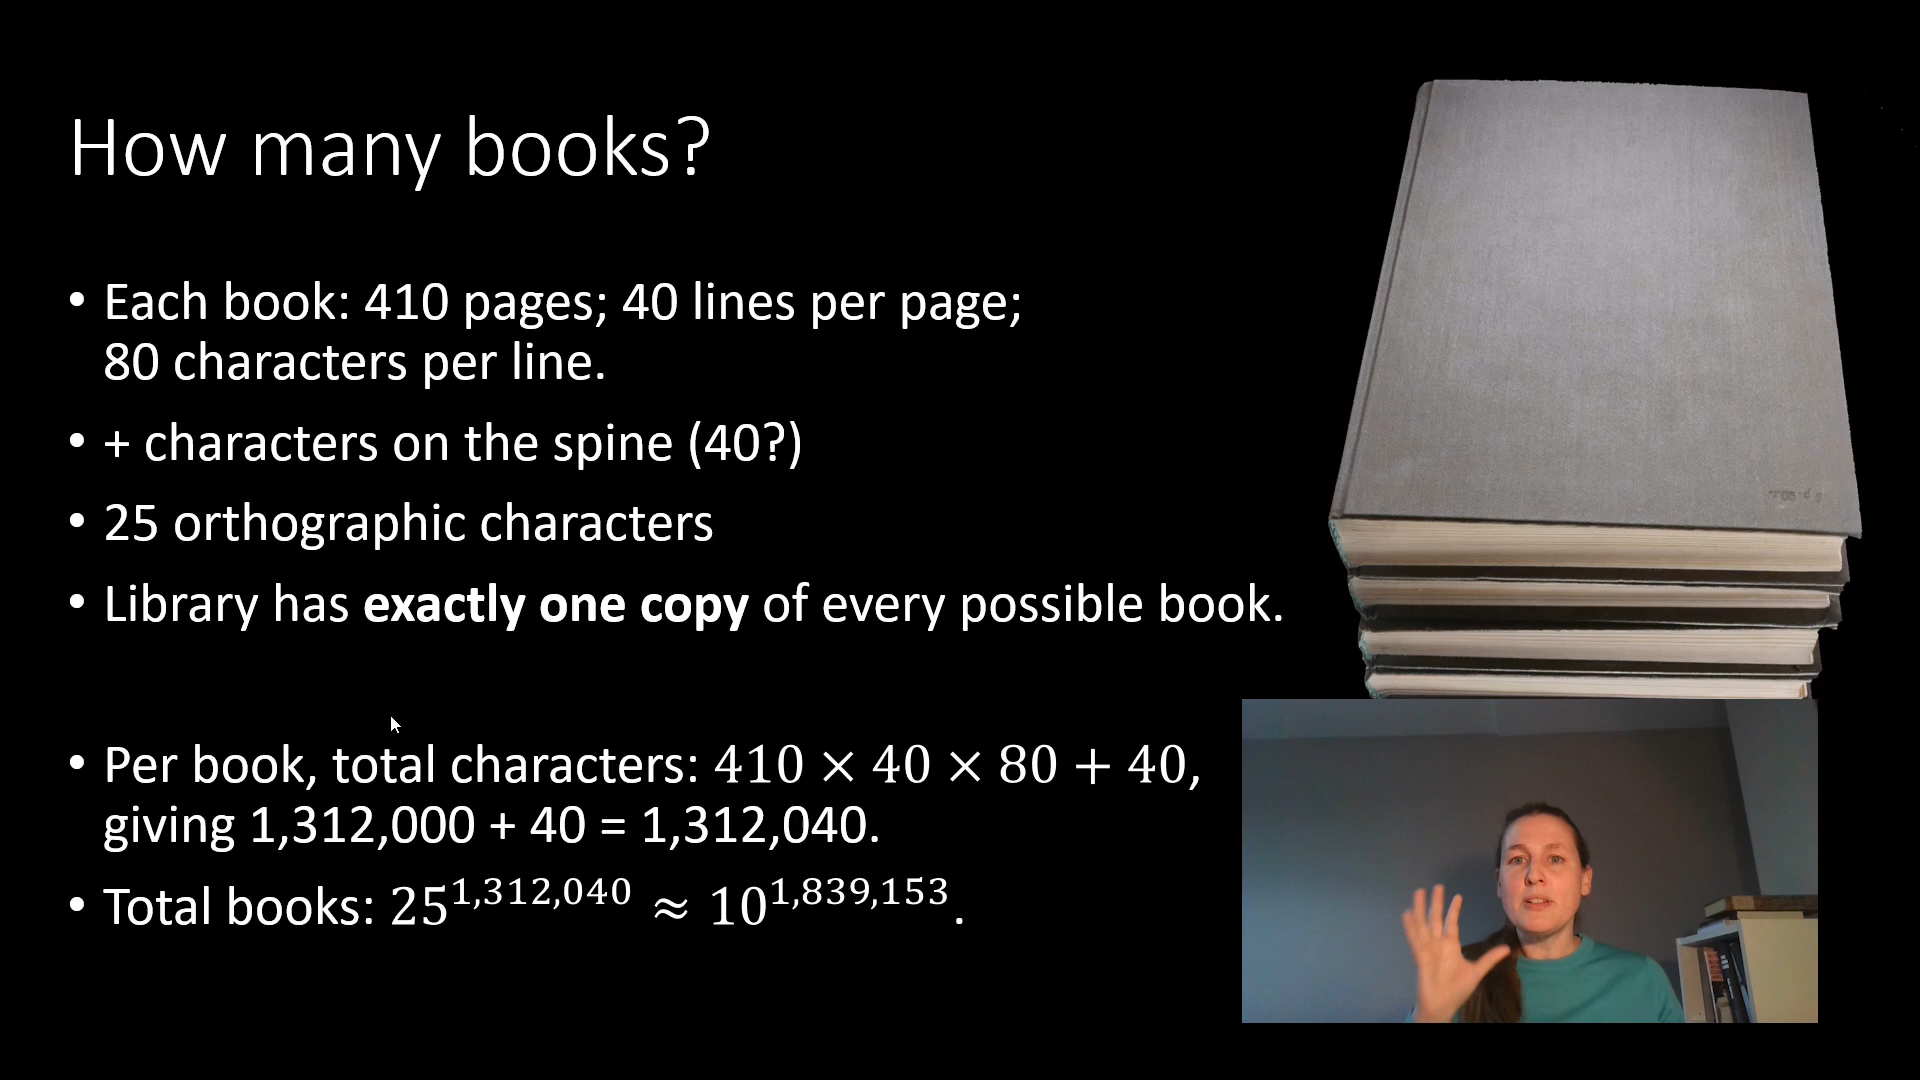 How many books?
• Each book: 410 pages; 40 lines per page;
80 characters per line.
• + characters on the spine (40?)
• 25 orthographic characters
• Library has exactly one copy of every possible book.
• Per book, total characters: 410 × 40 × 80 + 40,
giving 1,312,000 + 40 = 1,312,040.
• Total books: 25^1,312,040 ≈ 10^1,839,153.